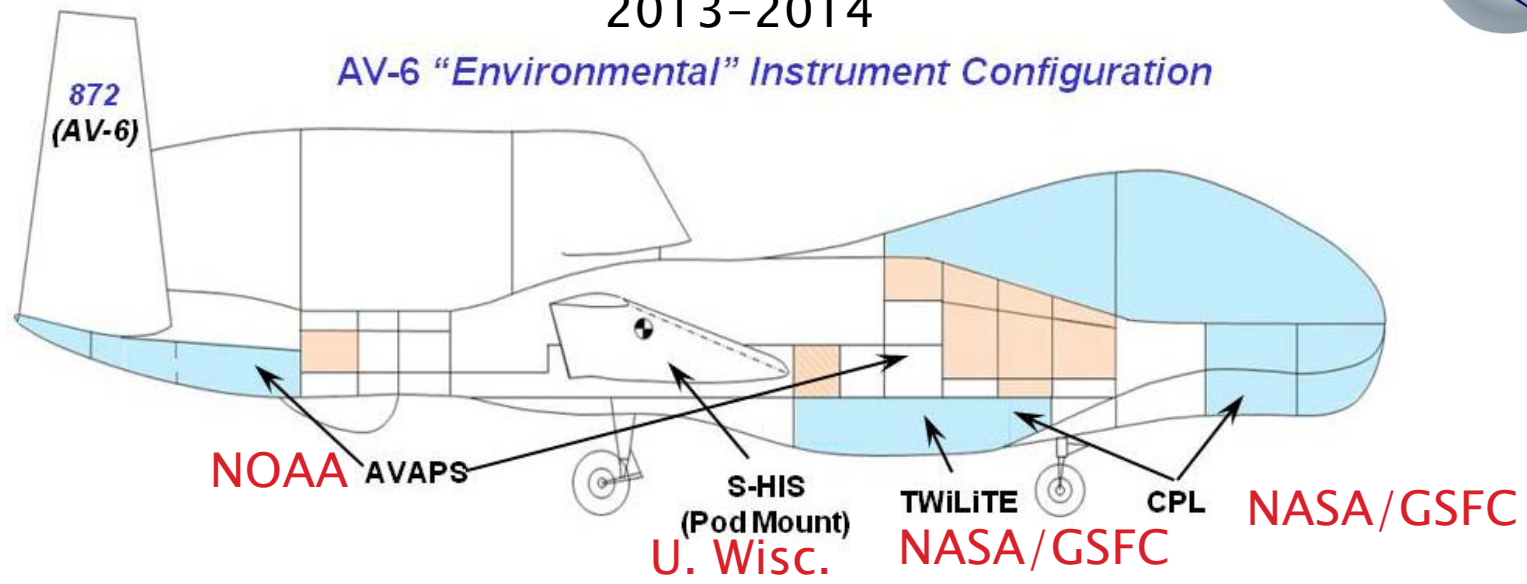 2013-2014
AV-6 “Environmental” Instrument Configuration
872
(AV-6)
NOAA AVAPS
S-HIS
(Pod Mount)
U. Wisc.
TWiLiTE
NASA/GSFC
CPL
NASA/GSFC